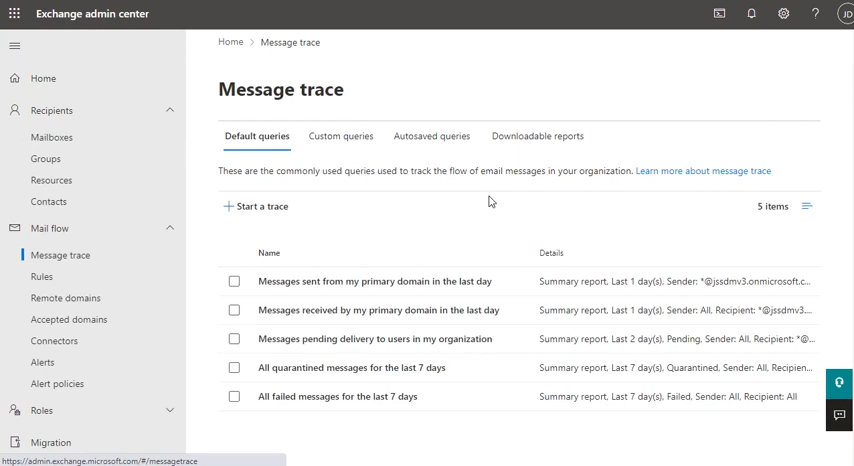 Exchange admin center
JD
Home > Message trace
Home
Message trace
Recipients
Default queries Custom queries Autosaved queries Downloadable reports
Mailboxes
Groups
These are the commonly used queries used to track the flow of email messages in your organization. Learn more about message trace
Resources
Contacts
+ Start a trace 5 items
Mail flow
Name Details
Message trace
Rules
Messages sent from my primary domain in the last day Summary report, Last 1 day(s), Sender: *@jssdmv3.onmicrosoft.c...
Remote domains
Messages received by my primary domain in the last day Summary report, Last 1 day(s), Sender: All, Recipient: *@jssdmv3....
Accepted domains
Connectors
Messages pending delivery to users in my organization Summary report, Last 2 day(s), Pending, Sender: All, Recipient: *@...
Alerts
All quarantined messages for the last 7 days Summary report, Last 7 day(s), Quarantined, Sender: All, Recipien...
Alert policies
All failed messages for the last 7 days Summary report, Last 7 day(s), Failed, Sender: All, Recipient: All
Roles
Migration
https://admin.exchange.microsoft.com/#/messagetrace